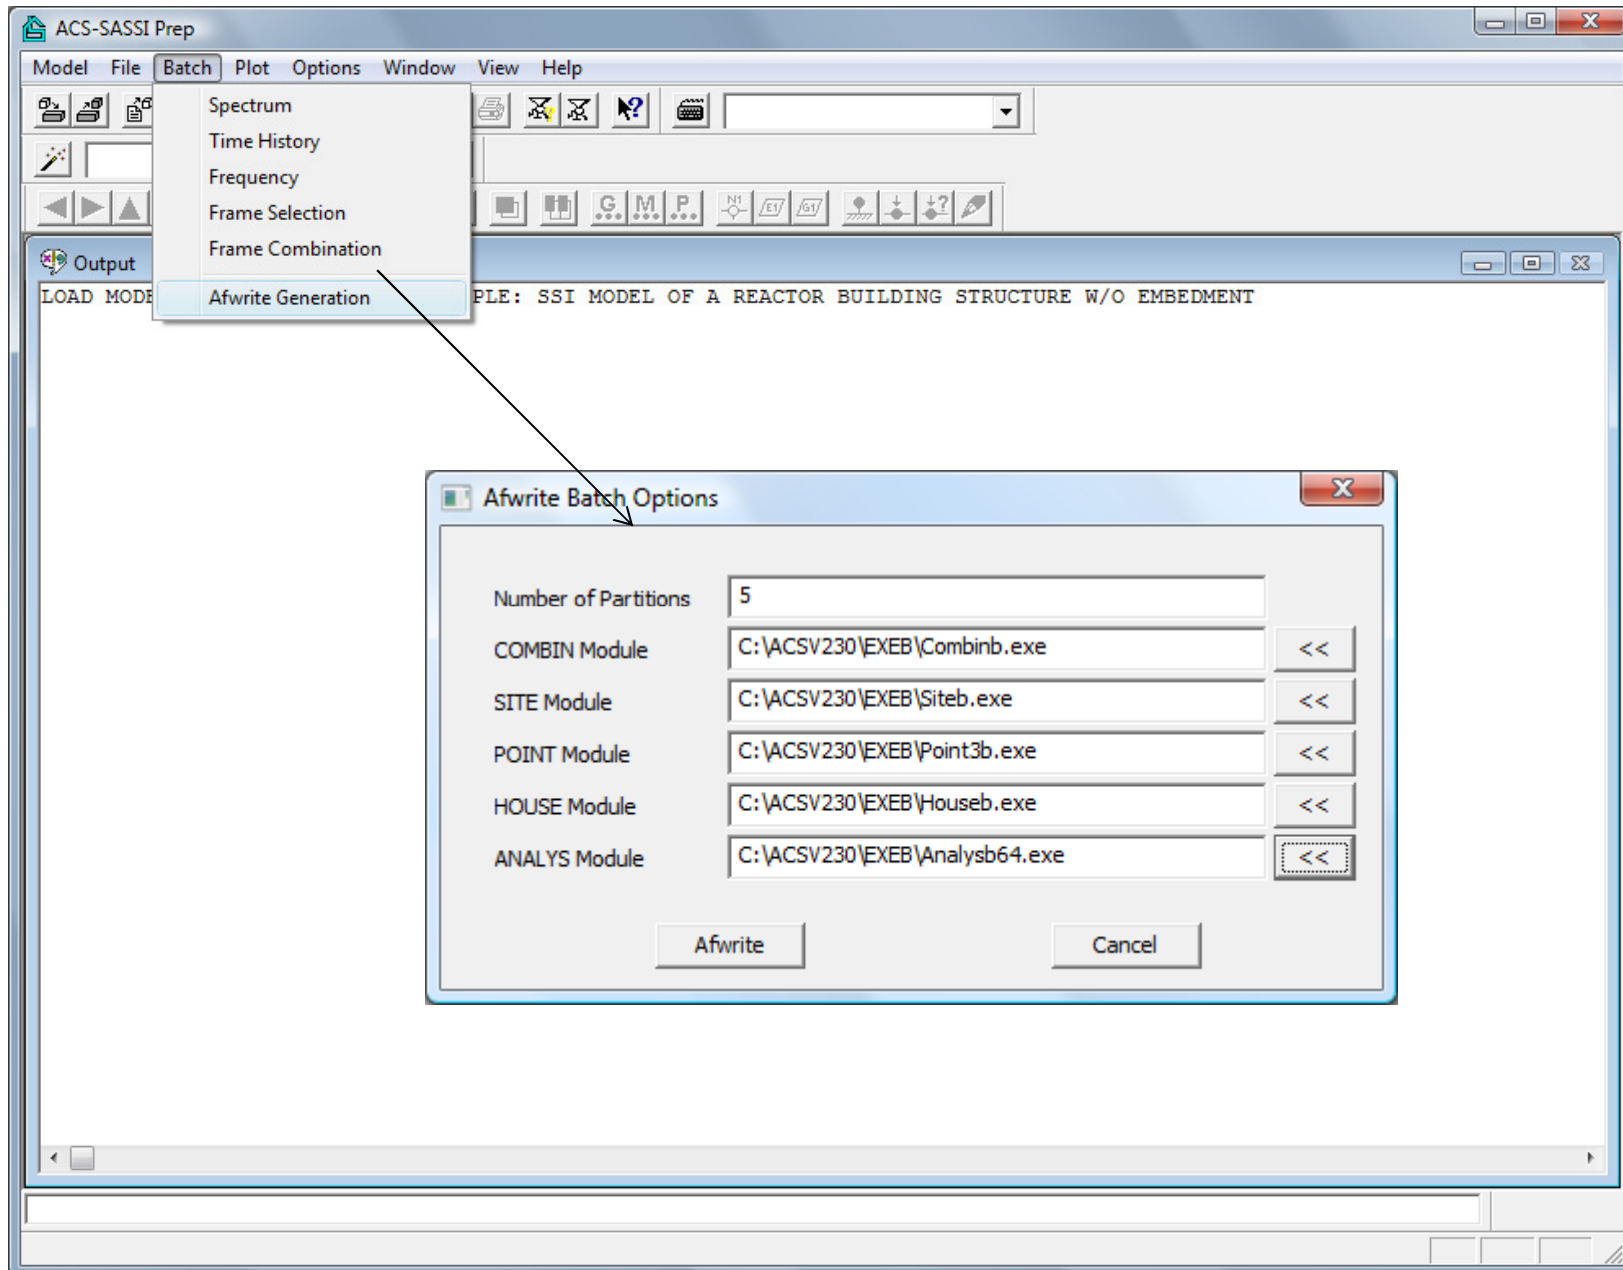 ACS-SASSI Prep
Model File Batch Plot Options Window View Help
Spectrum
Time History
Frequency
Frame Selection
Frame Combination
Afwrite Generation
G. M. P. N1 E1 G1
Output
LOAD MODE PLE: SSI MODEL OF A REACTOR BUILDING STRUCTURE W/O EMBEDMENT
Afwrite Batch Options
Number of Partitions 5
COMBIN Module C:\ACSV230\EXEB\Combinb.exe <<
SITE Module C:\ACSV230\EXEB\Siteb.exe <<
POINT Module C:\ACSV230\EXEB\Point3b.exe <<
HOUSE Module C:\ACSV230\EXEB\Houseb.exe <<
ANALYS Module C:\ACSV230\EXEB\Analysb64.exe <<
Afwrite Cancel